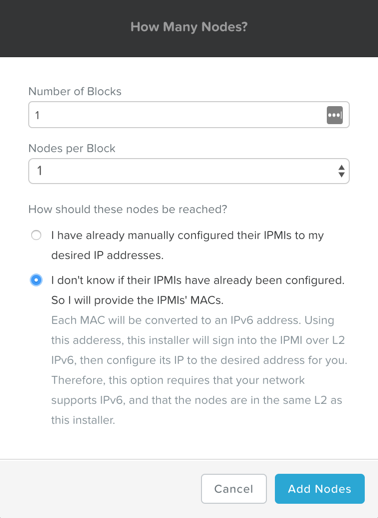 How Many Nodes?
Number of Blocks
1
Nodes per Block
1
How should these nodes be reached?
I have already manually configured their IPMIs to my
desired IP addresses.
I don't know if their IPMIs have already been configured.
So I will provide the IPMIs' MACs.
Each MAC will be converted to an IPv6 address. Using
this adderess, this installer will sign into the IPMI over L2
IPv6, then configure its IP to the desired address for you.
Therefore, this option requires that your network
supports IPv6, and that the nodes are in the same L2 as
this installer.
Cancel
Add Nodes